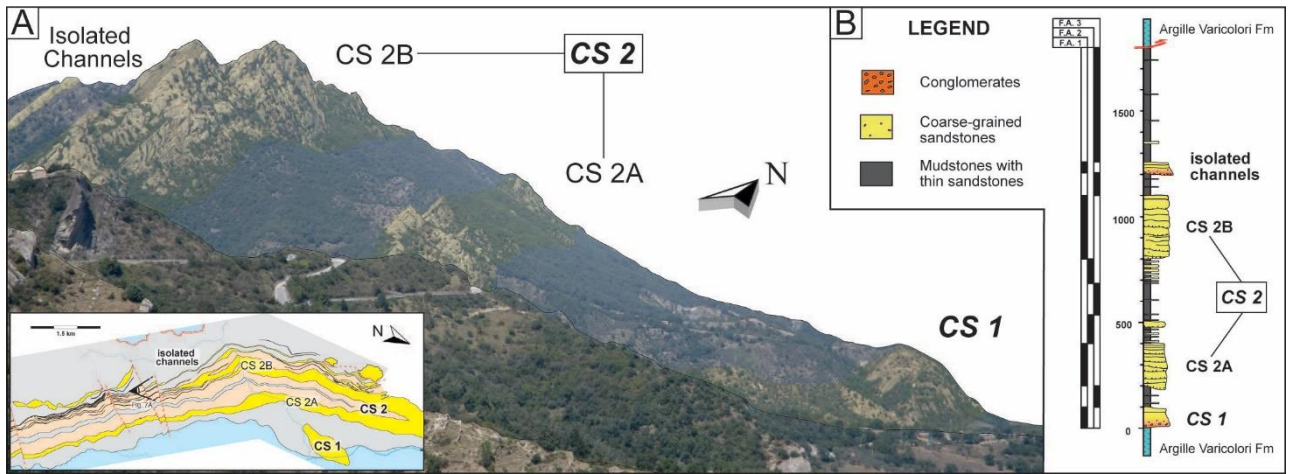 A
Isolated
Channels
CS 2B
CS 2
CS 2A
N
CS 1
1.5 km
N
isolated
channels
CS 2B
Fig. 7A
CS 2A
CS 2
CS 1
B
LEGEND
Conglomerates
Coarse-grained
sandstones
Mudstones with
thin sandstones
F.A. 3
F.A. 2
F.A. 1
Argille Varicolori Fm
1500
isolated
channels
1000
CS 2B
CS 2
500
CS 2A
CS 1
0
Argille Varicolori Fm